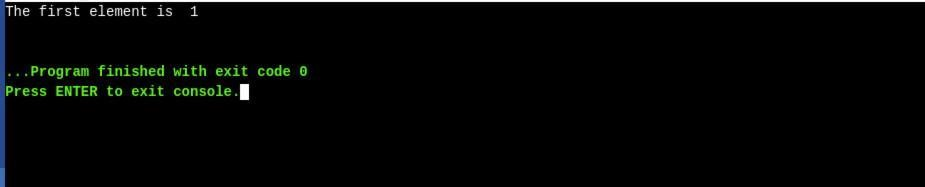 The first element is  1
...Program finished with exit code 0
Press ENTER to exit console.